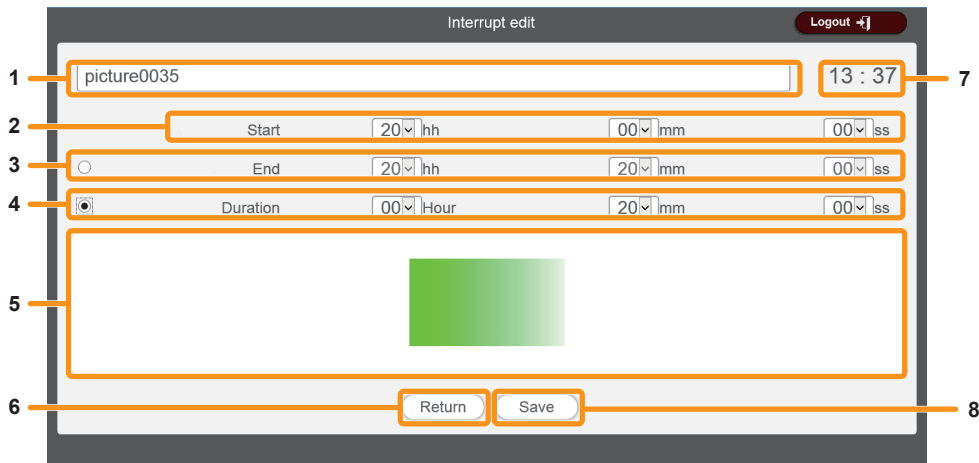 Interrupt edit Logout
1 picture0035 13 : 37 7
2 Start 20 hh 00 mm 00 ss
3 End 20 hh 20 mm 00 ss
4 Duration 00 Hour 20 mm 00 ss
5
6 Return Save 8